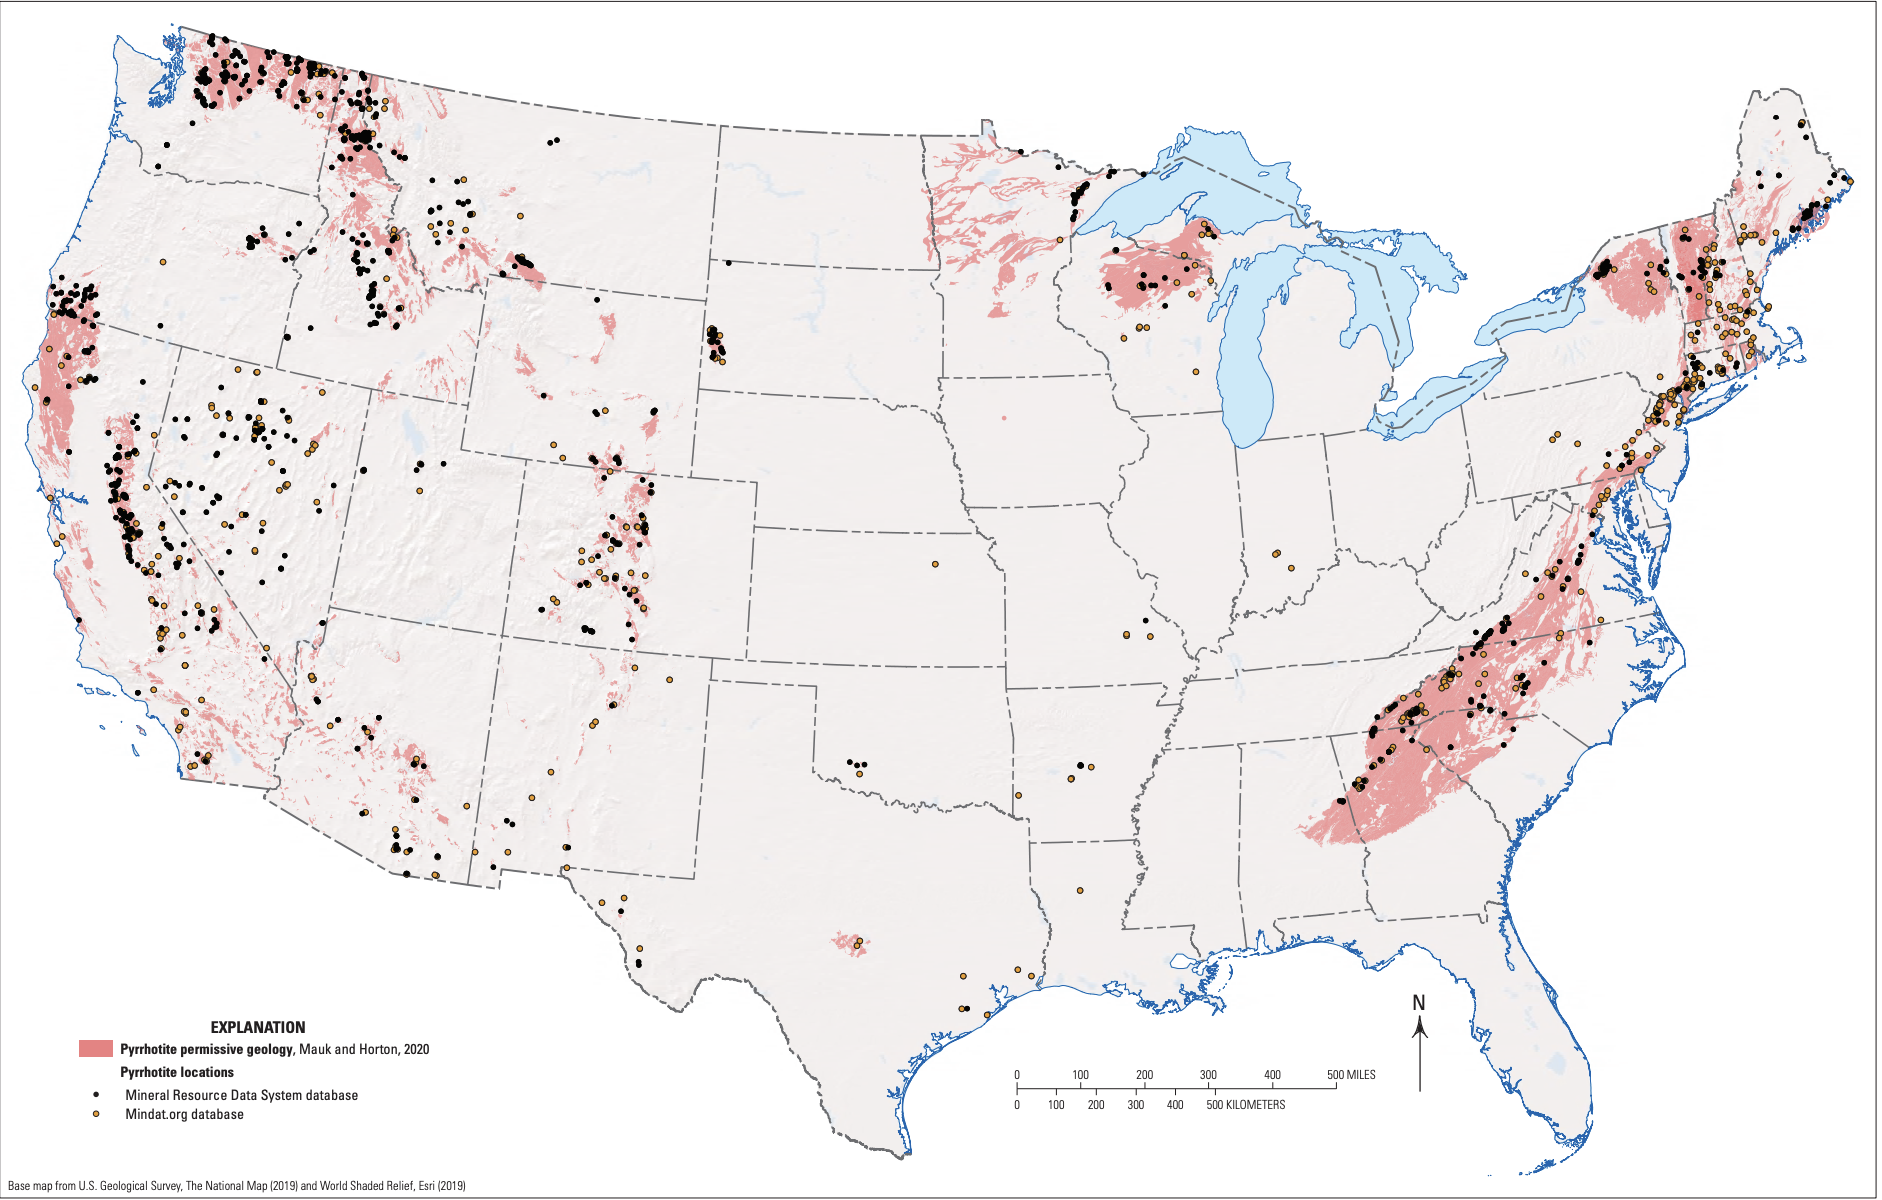 N
EXPLANATION
Pyrrhotite permissive geology, Mauk and Horton, 2020
Pyrrhotite locations
Mineral Resource Data System database
Mindat.org database
0 100 200 300 400 500 MILES
0 100 200 300 400 500 KILOMETERS
Base map from U.S. Geological Survey, The National Map (2019) and World Shaded Relief, Esri (2019)